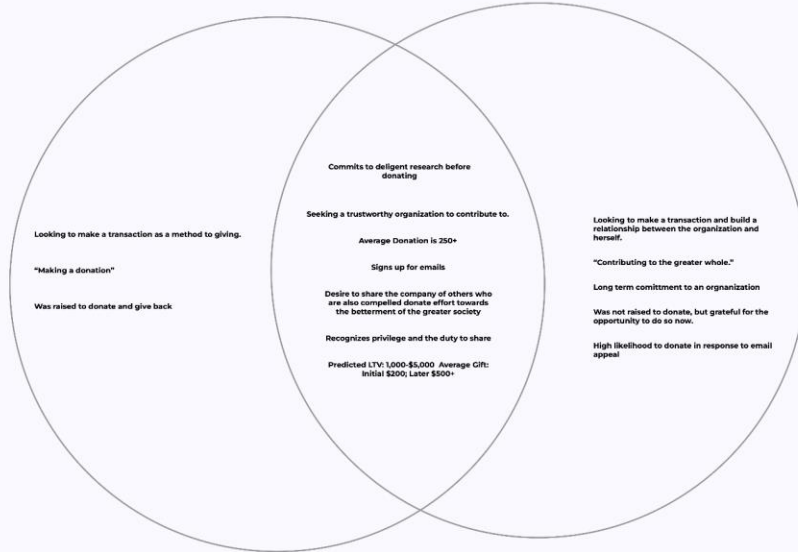 Looking to make a transaction as a method to giving.
“Making a donation”
Was raised to donate and give back
Commits to deligent research before
donating
Seeking a trustworthy organization to contribute to.
Average Donation is 250+
Signs up for emails
Desire to share the company of others who
are also compelled donate effort towards
the betterment of the greater society
Recognizes privilege and the duty to share
Predicted LTV: 1,000-$5,000 Average Gift:
Initial $200; Later $500+
Looking to make a transaction and build a
relationship between the organization and
herself.
“Contributing to the greater whole.”
Long term comittment to an orgnanization
Was not raised to donate, but grateful for the
opportunity to do so now.
High likelihood to donate in response to email
appeal